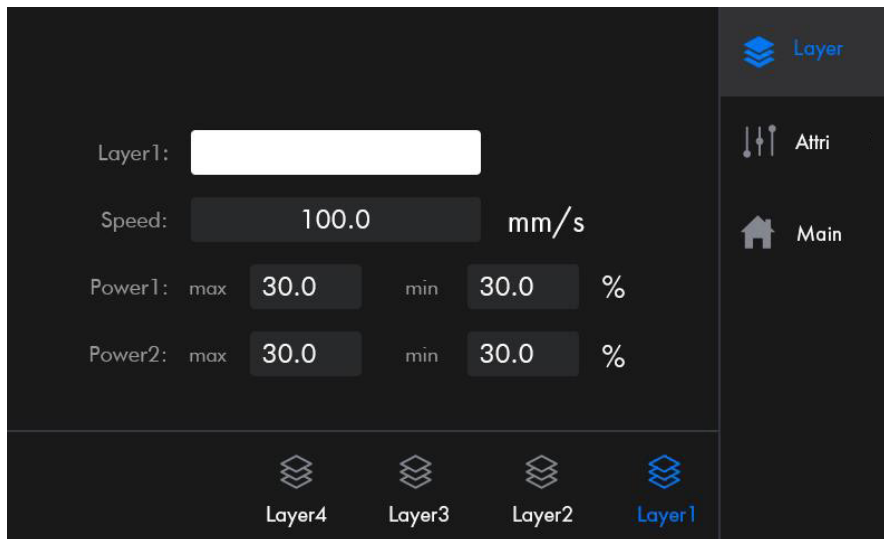 Layer
Layer1:
Attri
Speed: 100.0 mm/s
Main
Power1: max 30.0 min 30.0 %
Power2: max 30.0 min 30.0 %
Layer4 Layer3 Layer2 Layer1